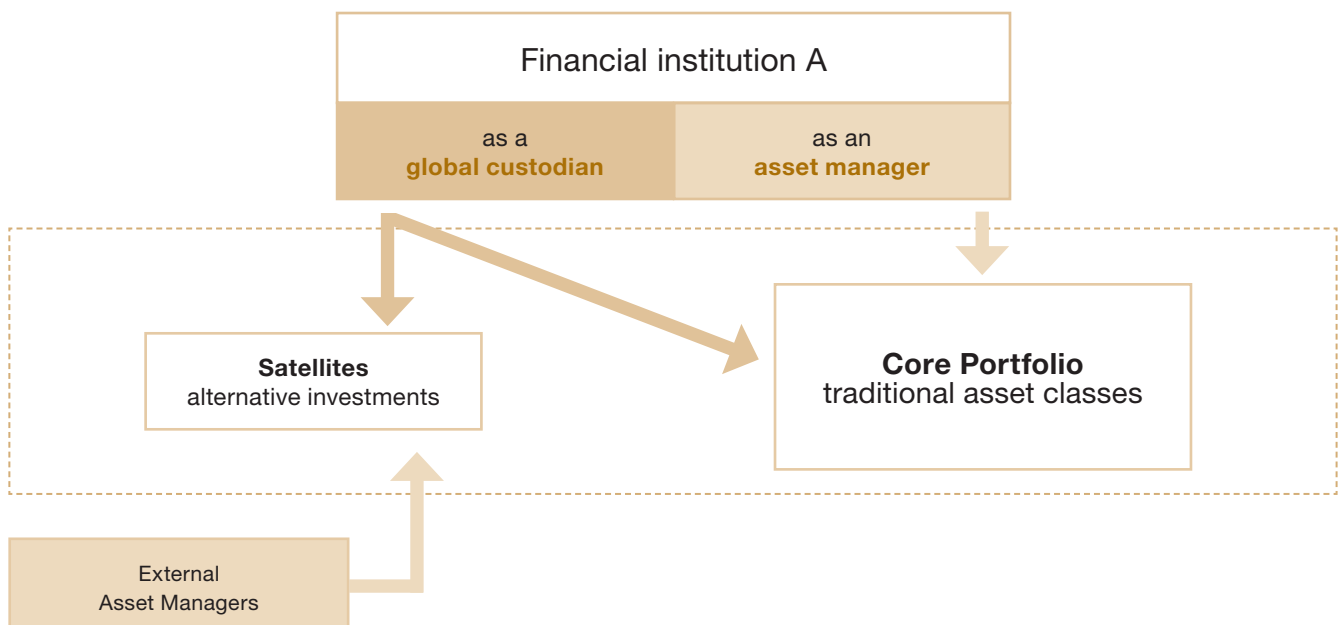 Financial institution A
as a
global custodian
as an
asset manager
Satellites
alternative investments
Core Portfolio
traditional asset classes
External
Asset Managers